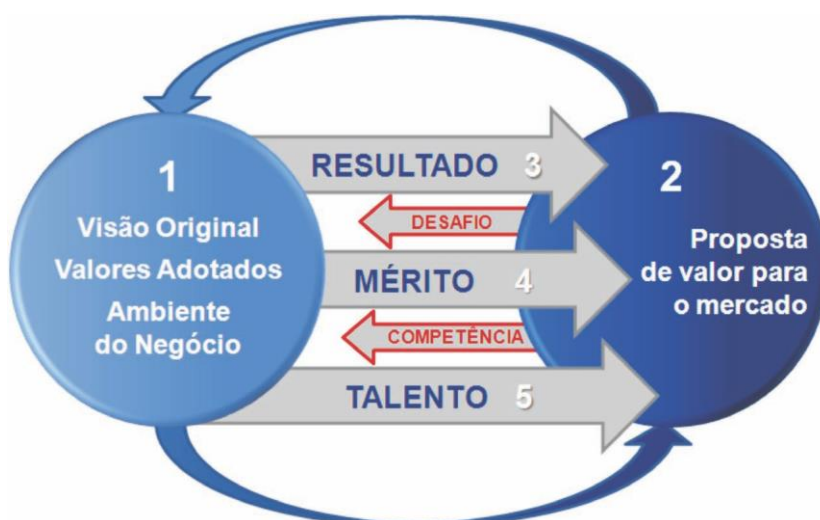 1
Visão Original
Valores Adotados
Ambiente
do Negócio
RESULTADO 3
DESAFIO
MÉRITO 4
COMPETÊNCIA
TALENTO 5
2
Proposta
de valor para
o mercado